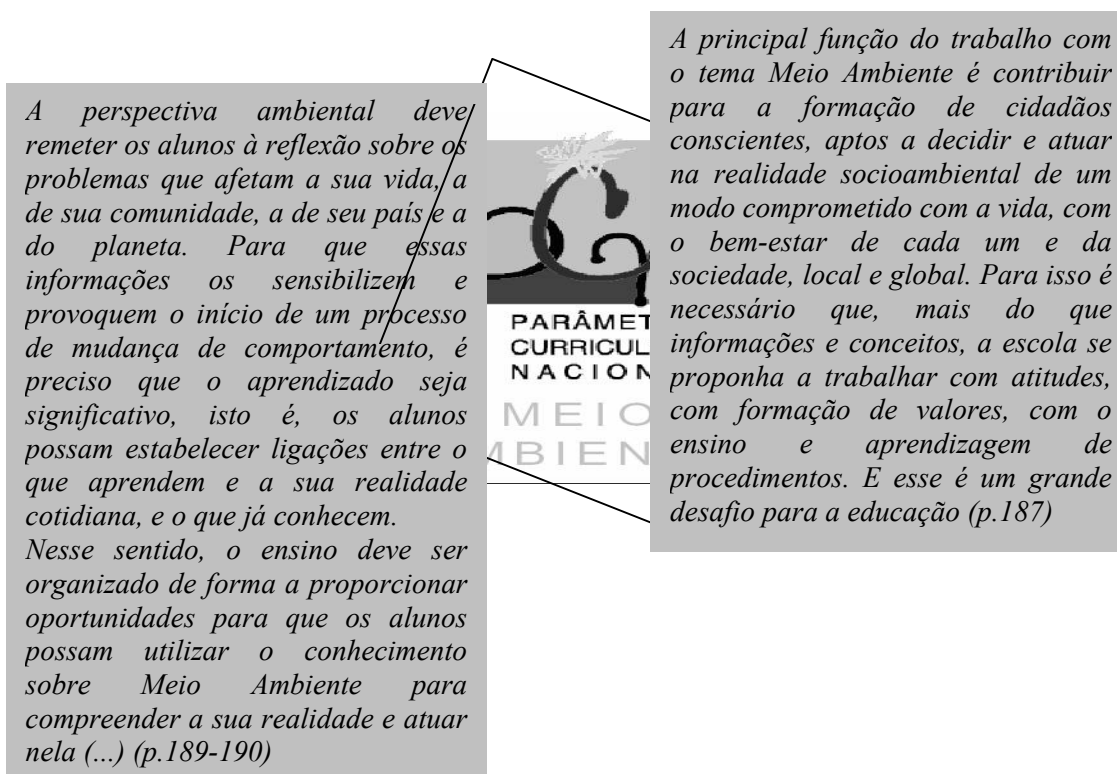 A perspectiva ambiental deve
remeter os alunos à reflexão sobre os
problemas que afetam a sua vida, a
de sua comunidade, a de seu país e a
do planeta. Para que essas
informações os sensibilizem e
provoquem o início de um processo
de mudança de comportamento, é
preciso que o aprendizado seja
significativo, isto é, os alunos
possam estabelecer ligações entre o
que aprendem e a sua realidade
cotidiana, e o que já conhecem.
Nesse sentido, o ensino deve ser
organizado de forma a proporcionar
oportunidades para que os alunos
possam utilizar o conhecimento
sobre Meio Ambiente para
compreender a sua realidade e atuar
nela (...) (p.189-190)
PARÂMET
CURRICUL
NACION
MEIO
MBIEN
A principal função do trabalho com
o tema Meio Ambiente é contribuir
para a formação de cidadãos
conscientes, aptos a decidir e atuar
na realidade socioambiental de um
modo comprometido com a vida, com
o bem-estar de cada um e da
sociedade, local e global. Para isso é
necessário que, mais do que
informações e conceitos, a escola se
proponha a trabalhar com atitudes,
com formação de valores, com o
ensino e aprendizagem de
procedimentos. E esse é um grande
desafio para a educação (p.187)